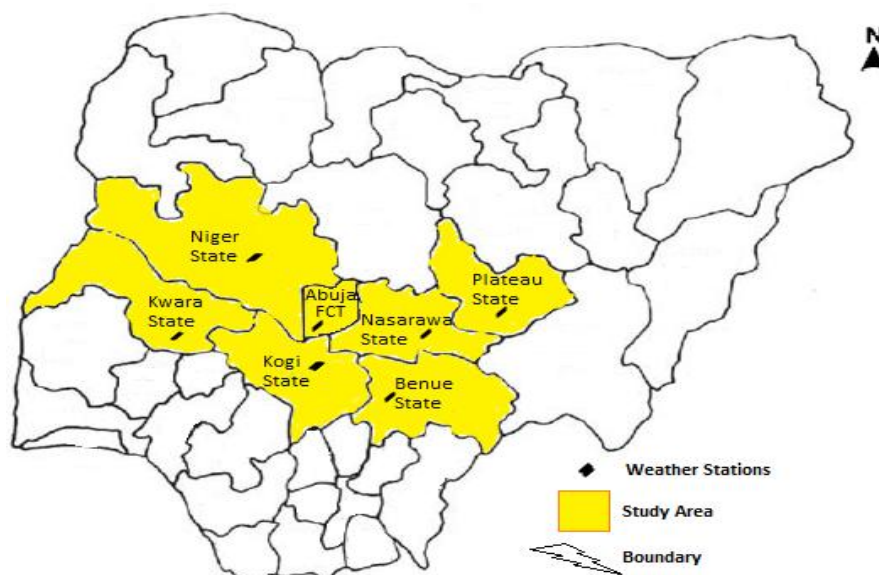 N
Niger
State
Abuja
FCT
Plateau
State
Kwara
State
Nasarawa
State
Kogi
State
Benue
State
Weather Stations
Study Area
Boundary